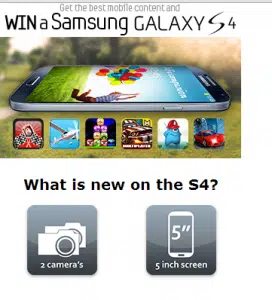 Get the best mobile content and
WIN a Samsung GALAXY S4
MULTIPLAYER
What is new on the S4?
5"
2 camera's
5 inch screen